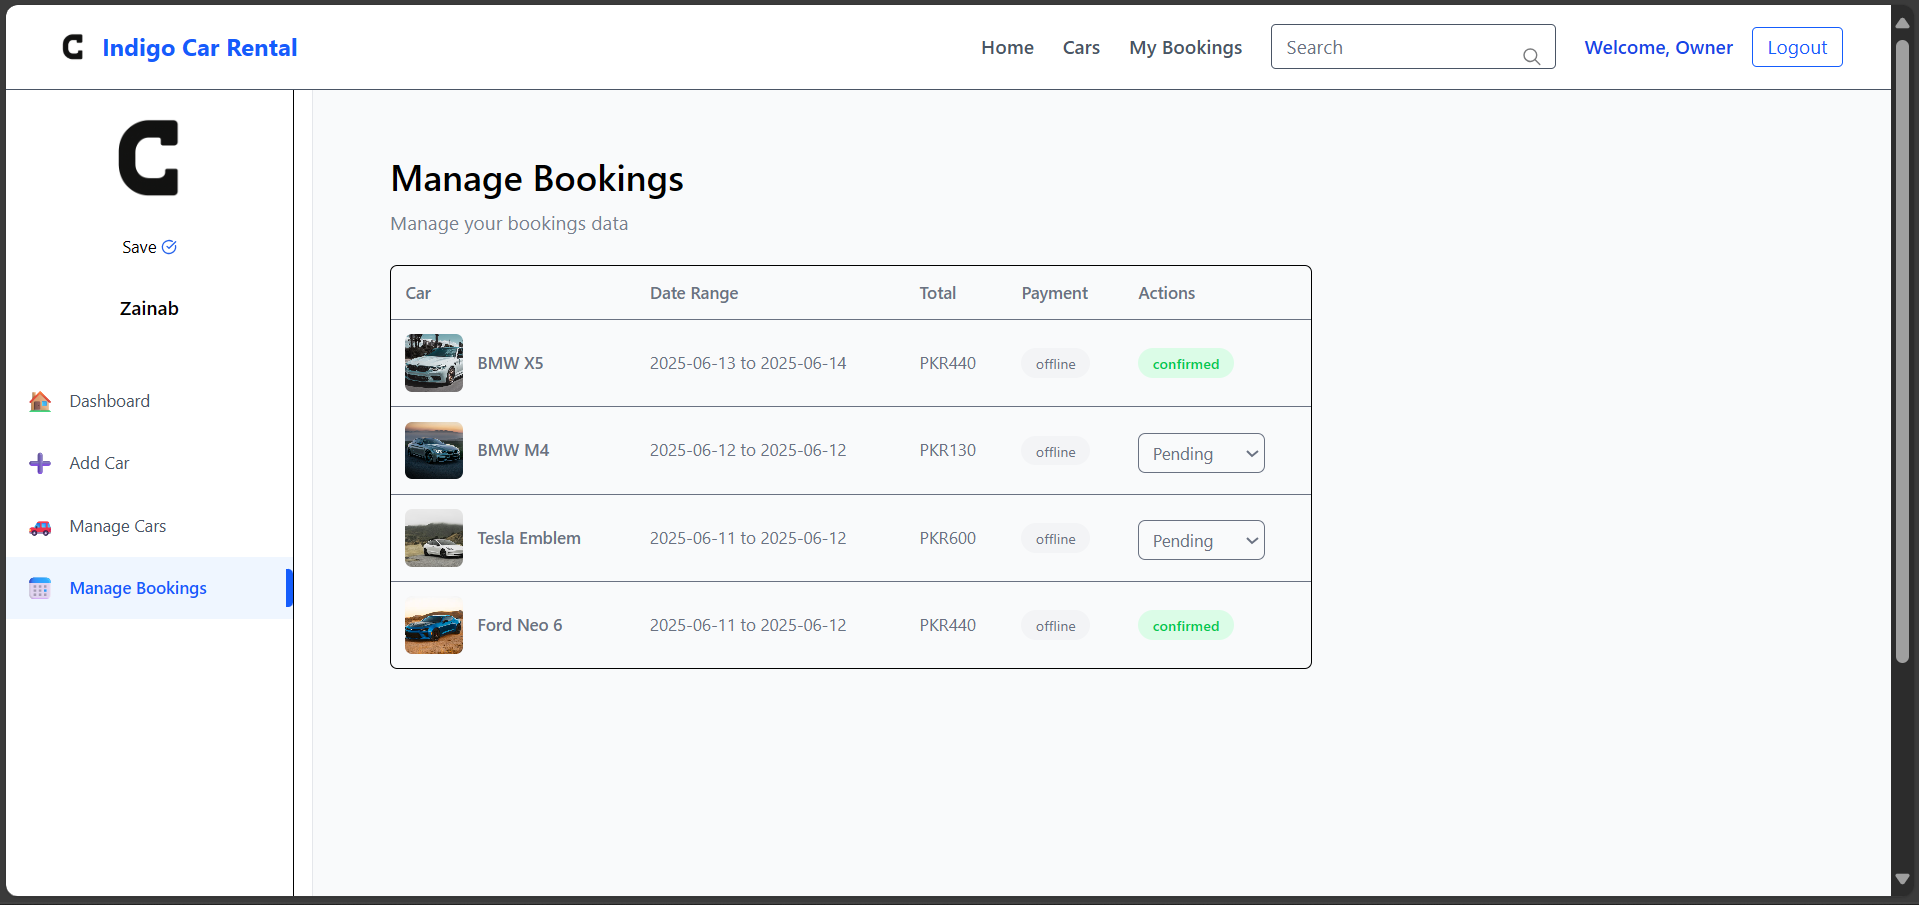 Indigo Car Rental
Home Cars My Bookings Search Welcome, Owner Logout
Save
Zainab
Dashboard
Add Car
Manage Cars
Manage Bookings
Manage Bookings
Manage your bookings data
Car Date Range Total Payment Actions
BMW X5 2025-06-13 to 2025-06-14 PKR440 offline confirmed
BMW M4 2025-06-12 to 2025-06-12 PKR130 offline Pending
Tesla Emblem 2025-06-11 to 2025-06-12 PKR600 offline Pending
Ford Neo 6 2025-06-11 to 2025-06-12 PKR440 offline confirmed